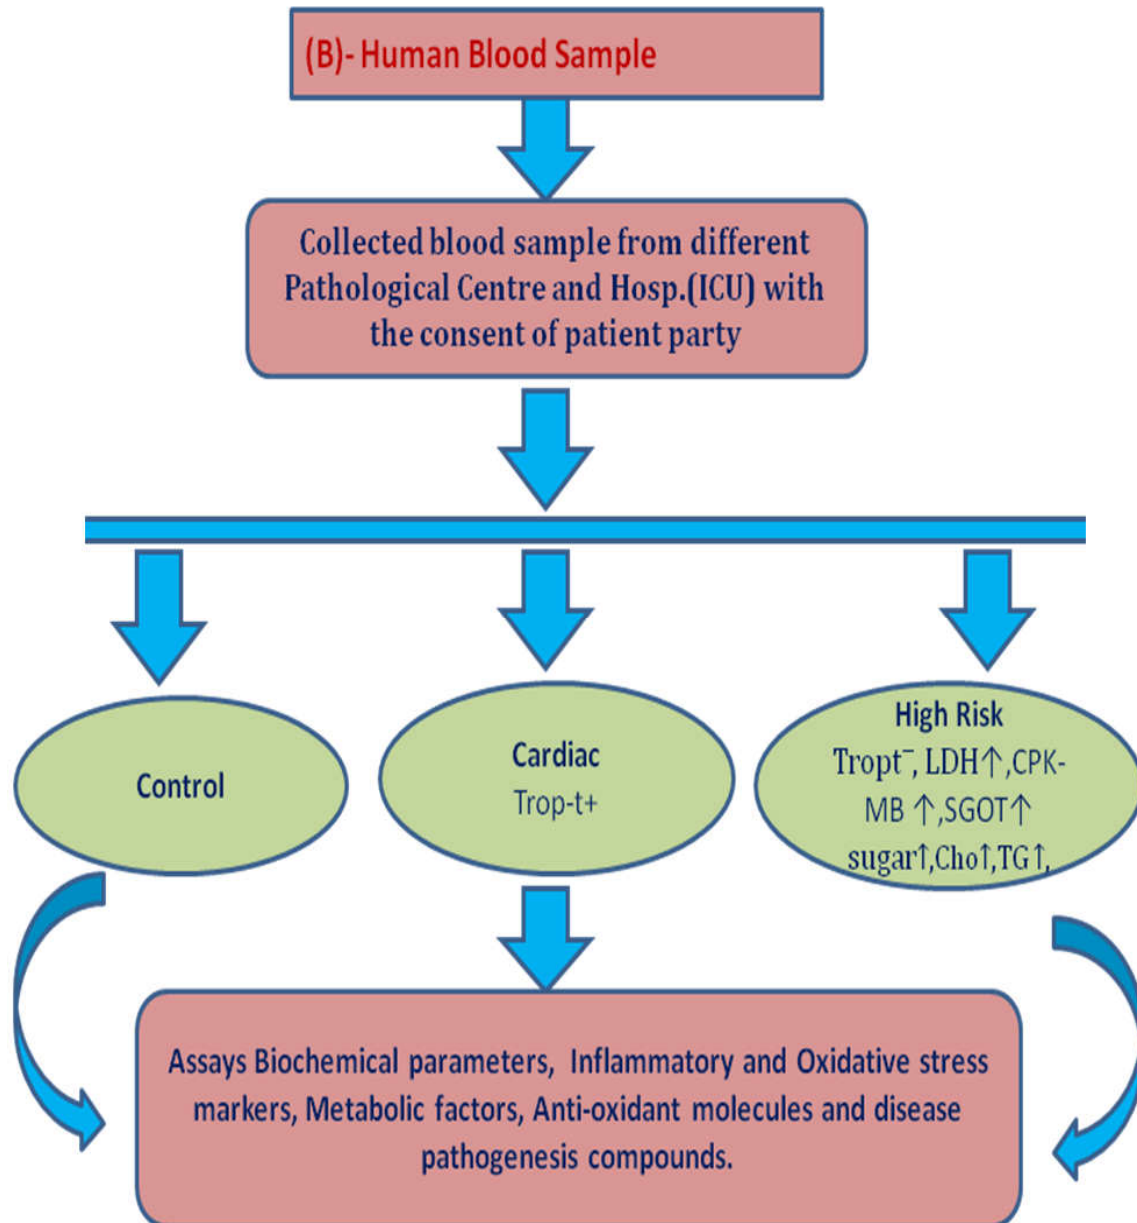 (B)- Human Blood Sample
Collected blood sample from different
Pathological Centre and Hosp.(ICU) with
the consent of patient party
Control
Cardiac
Trop-t+
High Risk
Tropt⁻, LDH↑,CPK-
MB ↑,SGOT↑
sugar↑,Cho↑,TG↑,
Assays Biochemical parameters, Inflammatory and Oxidative stress
markers, Metabolic factors, Anti-oxidant molecules and disease
pathogenesis compounds.